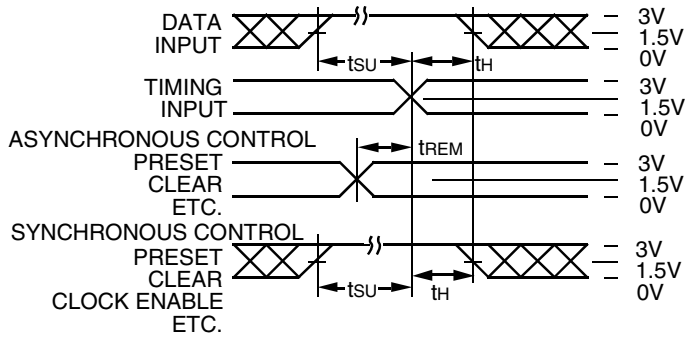 DATA
INPUT
tSU
tH
3V
1.5V
0V
TIMING
INPUT
3V
1.5V
0V
ASYNCHRONOUS CONTROL
PRESET
CLEAR
ETC.
tREM
3V
1.5V
0V
SYNCHRONOUS CONTROL
PRESET
CLEAR
CLOCK ENABLE
ETC.
tSU
tH
3V
1.5V
0V